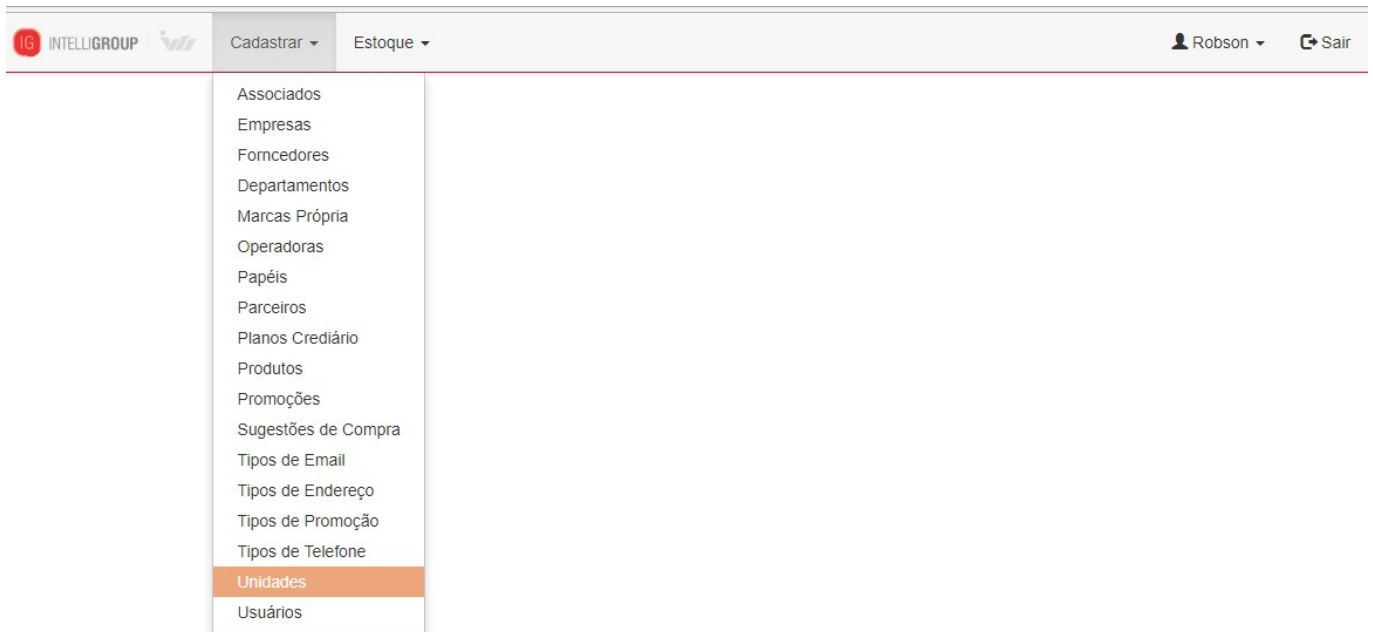 IG INTELLIGROUP Cadastrar Estoque Robson Sair
Associados
Empresas
Forncedores
Departamentos
Marcas Própria
Operadoras
Papéis
Parceiros
Planos Crediário
Produtos
Promoções
Sugestões de Compra
Tipos de Email
Tipos de Endereço
Tipos de Promoção
Tipos de Telefone
Unidades
Usuários